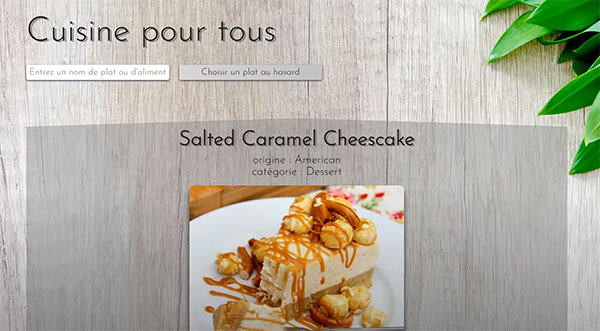 Cuisine pour tous
Entrez un nom de plat ou d'aliment
Choisir un plat au hasard
Salted Caramel Cheescake
origine : American
catégorie : Dessert